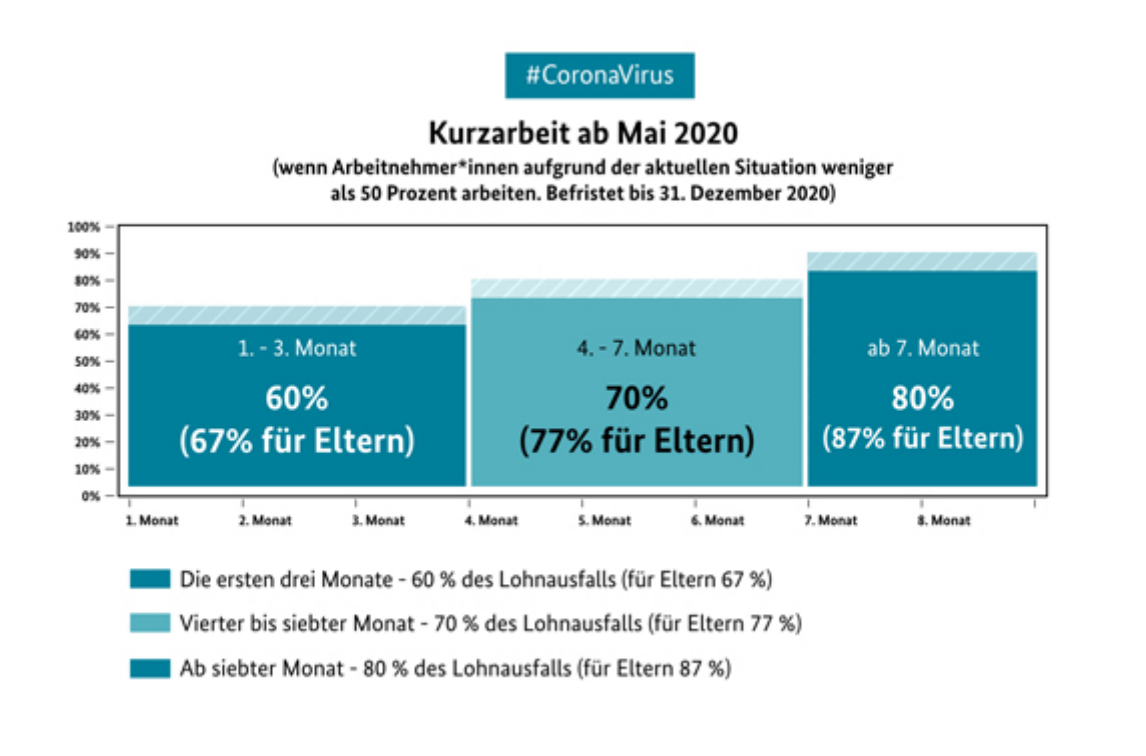 #CoronaVirus
Kurzarbeit ab Mai 2020
(wenn Arbeitnehmer*innen aufgrund der aktuellen Situation weniger
als 50 Prozent arbeiten. Befristet bis 31. Dezember 2020)
100%
90%
80%
70%
60%
50%
40%
30%
20%
10%
0%
1. - 3. Monat
60%
(67% für Eltern)
4. - 7. Monat
70%
(77% für Eltern)
ab 7. Monat
80%
(87% für Eltern)
1. Monat 2. Monat 3. Monat 4. Monat 5. Monat 6. Monat 7. Monat 8. Monat
Die ersten drei Monate - 60 % des Lohnausfalls (für Eltern 67 %)
Vierter bis siebter Monat - 70 % des Lohnausfalls (für Eltern 77 %)
Ab siebter Monat - 80 % des Lohnausfalls (für Eltern 87 %)